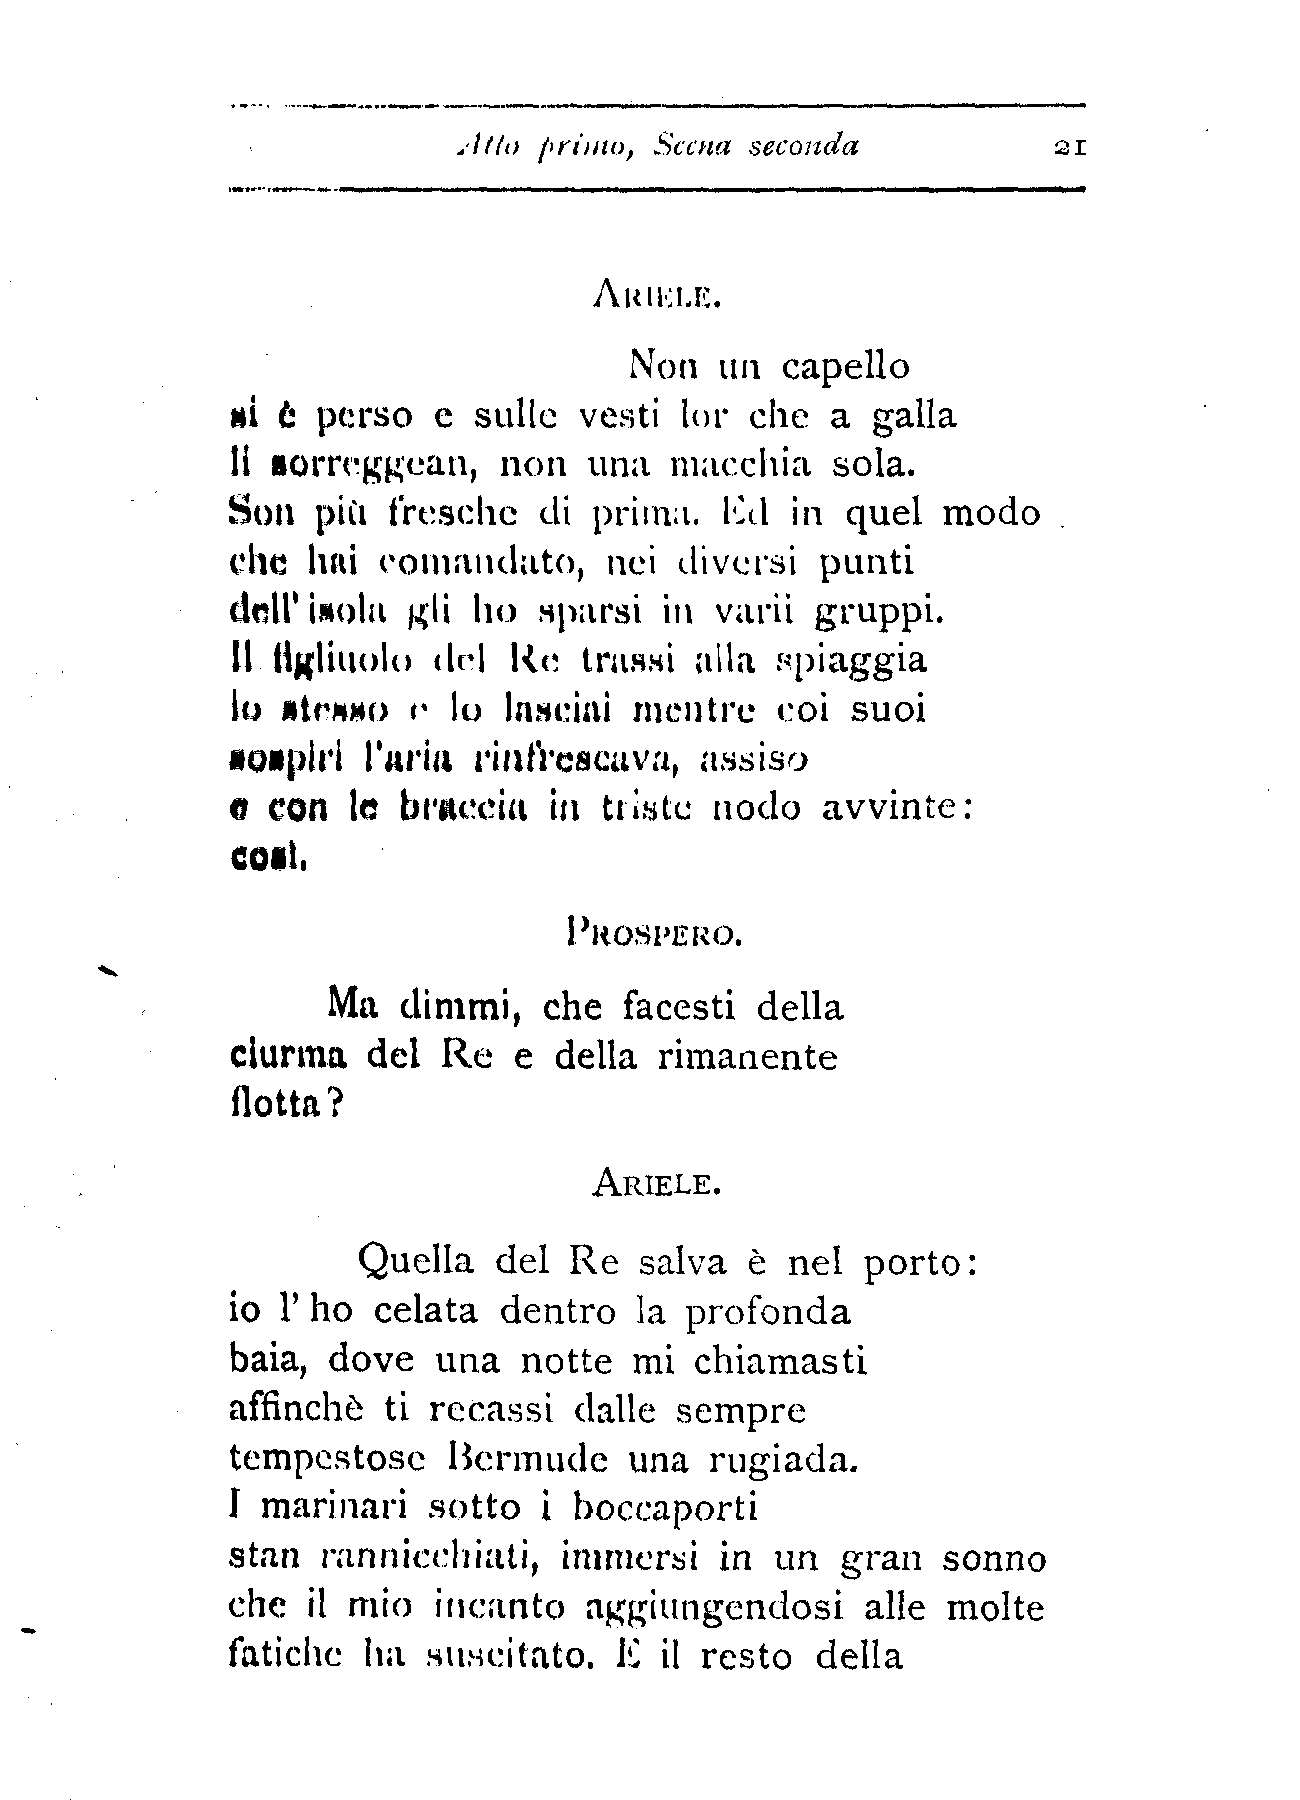 Atto primo, Scena seconda 21
ARIELE.
Non un capello
si è perso e sulle vesti lor che a galla
li sorreggean, non una macchia sola.
Son più fresche di prima. Ed in quel modo
che hai comandato, nei diversi punti
dell'isola gli ho sparsi in varii gruppi.
Il figliuolo del Re trassi alla spiaggia
io stesso e lo lasciai mentre coi suoi
sospiri l'aria rinfrescava, assiso
e con le braccia in triste nodo avvinte:
così.
PROSPERO.
Ma dimmi, che facesti della
ciurma del Re e della rimanente
flotta?
ARIELE.
Quella del Re salva è nel porto:
io l'ho celata dentro la profonda
baia, dove una notte mi chiamasti
affinchè ti recassi dalle sempre
tempestose Bermude una rugiada.
I marinari sotto i boccaporti
stan rannicchiati, immersi in un gran sonno
che il mio incanto aggiungendosi alle molte
fatiche ha suscitato. E il resto della